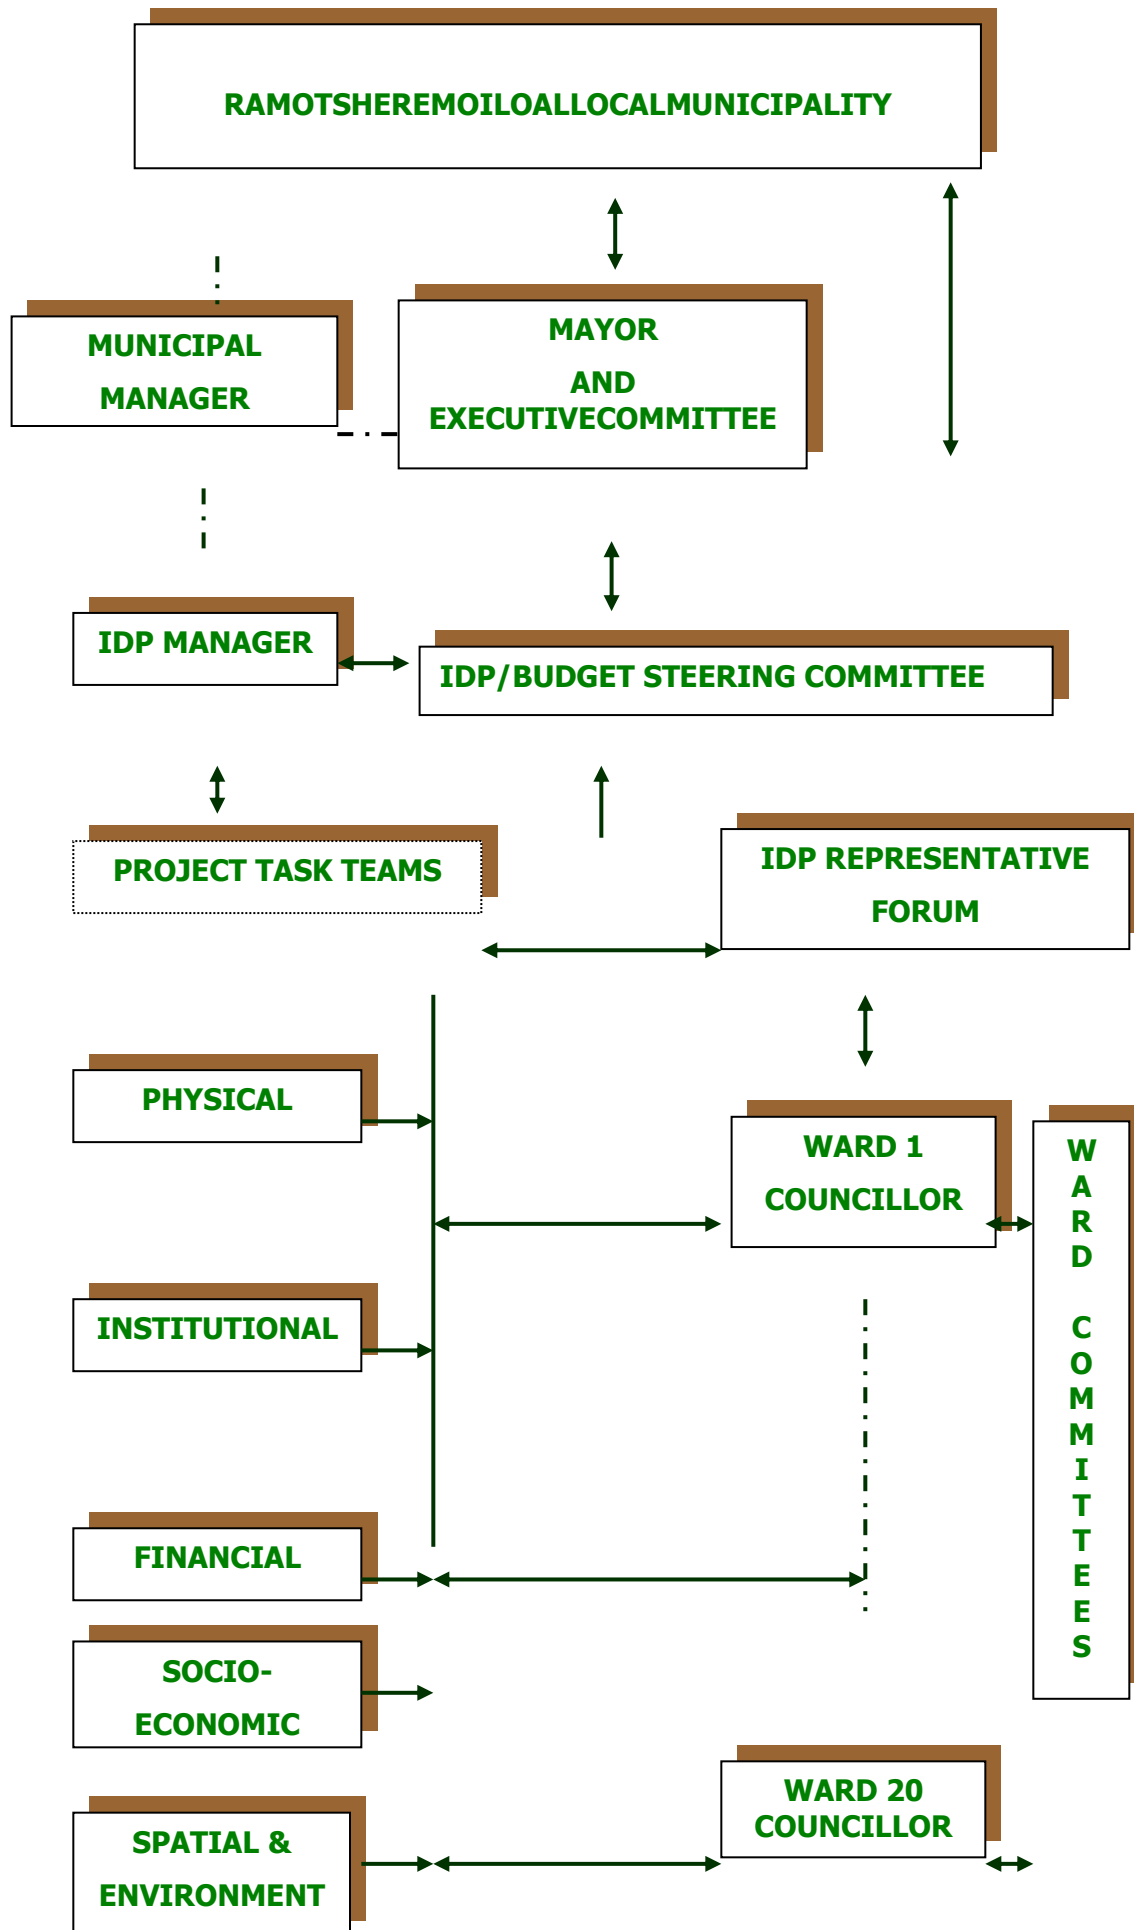 RAMOTSHEREMOILOALLOCALMUNICIPALITY
MUNICIPAL
MANAGER
MAYOR
AND
EXECUTIVECOMMITTEE
IDP MANAGER
IDP/BUDGET STEERING COMMITTEE
PROJECT TASK TEAMS
IDP REPRESENTATIVE
FORUM
PHYSICAL
WARD 1
COUNCILLOR
W
A
R
D
C
O
M
M
I
T
T
E
E
S
INSTITUTIONAL
FINANCIAL
SOCIO-
ECONOMIC
WARD 20
COUNCILLOR
SPATIAL &
ENVIRONMENT